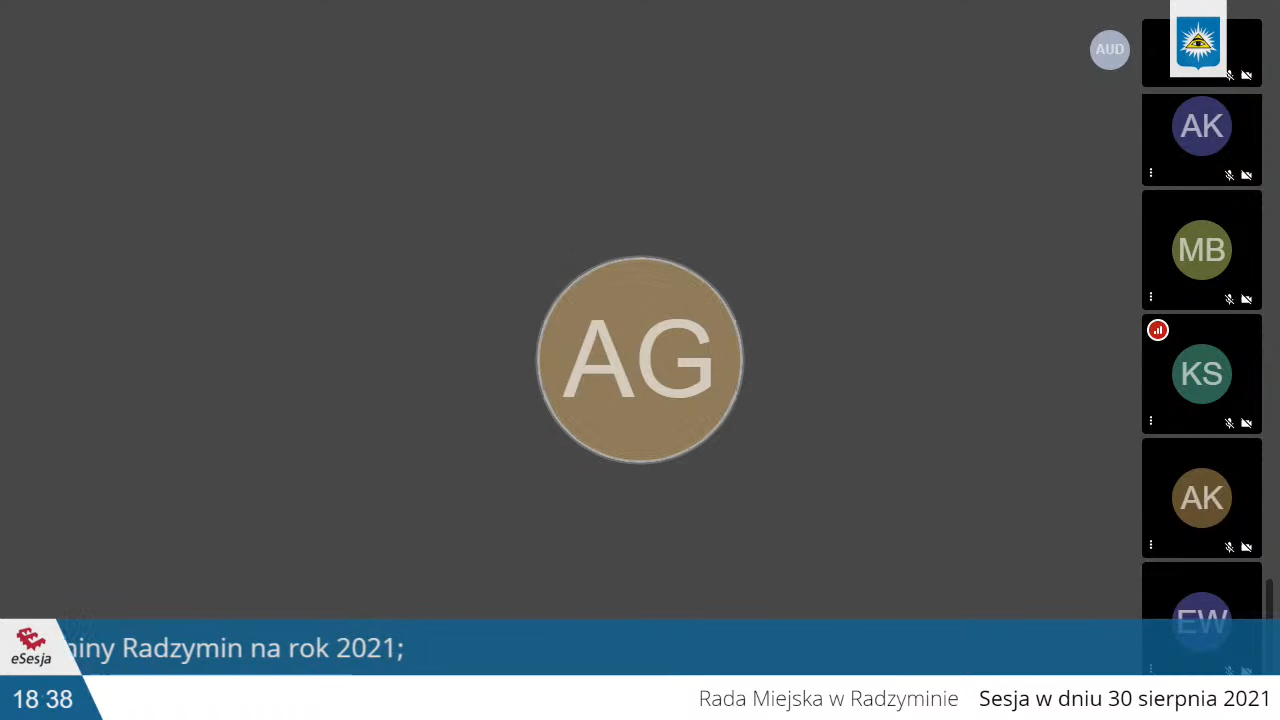 AUD
AK
MB
KS
AG
AK
EW
Radzymin na rok 2021;
eSesja
18 38
Rada Miejska w Radzyminie Sesja w dniu 30 sierpnia 2021